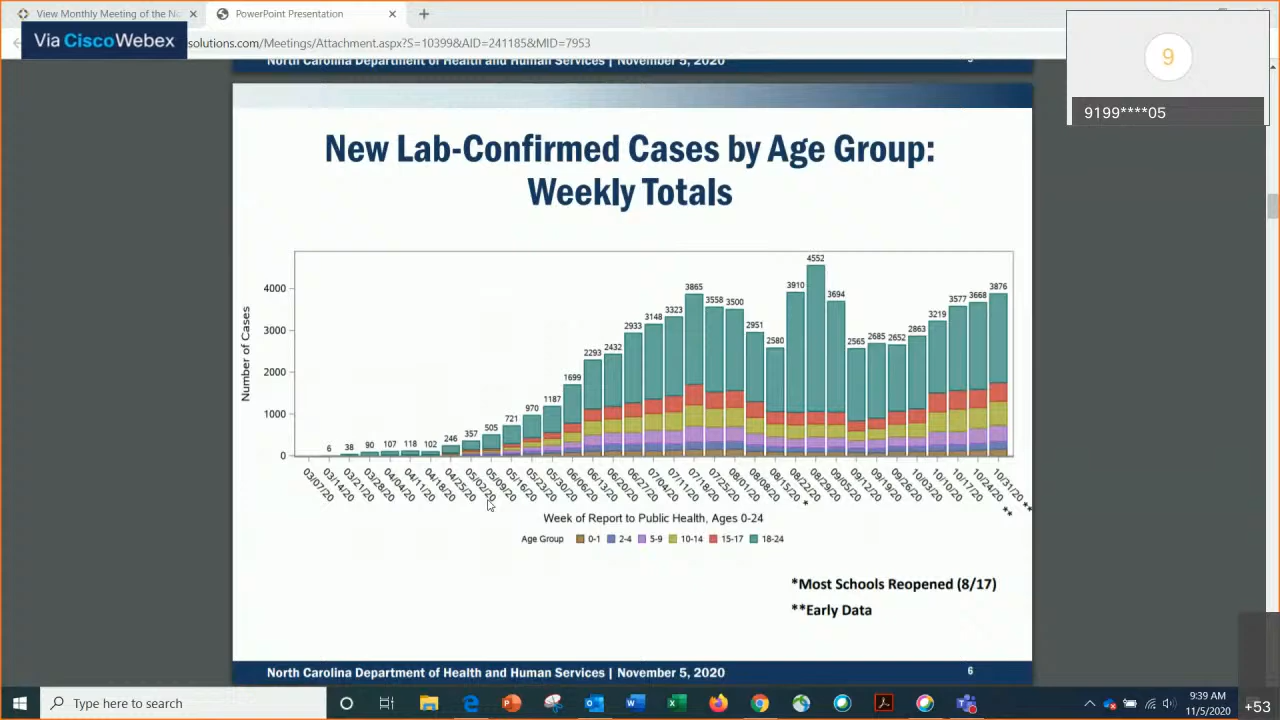 View Monthly Meeting of the No
PowerPoint Presentation
Via CiscoWebex
solutions.com/Meetings/Attachment.aspx?S=10399&AID=241185&MID=7953
9
9199****05
North Carolina Department of Health and Human Services | November 5, 2020
New Lab-Confirmed Cases by Age Group:
Weekly Totals
Number of Cases
4000
3000
2000
1000
0
6 38 90 107 118 102 246 357 505 721 970 1187 1699 2293 2432 2933 3148 3323 3865 3558 3500 2951 2580 3910 4552 3694 2565 2685 2652 2863 3219 3577 3668 3876
03/07/20 03/14/20 03/21/20 03/28/20 04/04/20 04/11/20 04/18/20 04/25/20 05/02/20 05/09/20 05/16/20 05/23/20 05/30/20 06/06/20 06/13/20 06/20/20 06/27/20 07/04/20 07/11/20 07/18/20 07/25/20 08/01/20 08/08/20 08/15/20 08/22/20 * 08/29/20 09/05/20 09/12/20 09/19/20 09/26/20 10/03/20 10/10/20 10/17/20 10/24/20 ** 10/31/20 **
Week of Report to Public Health, Ages 0-24
Age Group 0-1 2-4 5-9 10-14 15-17 18-24
*Most Schools Reopened (8/17)
**Early Data
North Carolina Department of Health and Human Services | November 5, 2020 6
Type here to search
9:39 AM
11/5/2020
+53